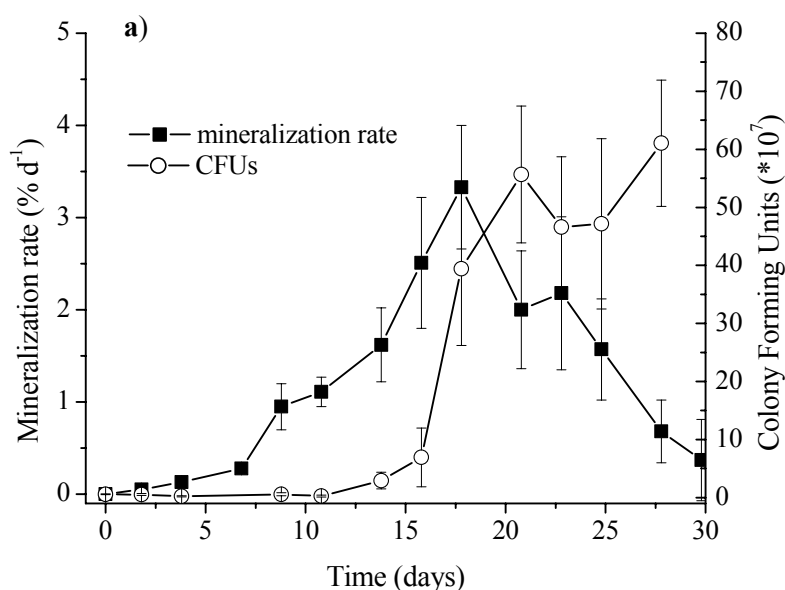 a)
5
4
3
2
1
0
Mineralization rate (% d⁻¹)
mineralization rate
CFUs
80
70
60
50
40
30
20
10
0
Colony Forming Units (*10⁷)
0 5 10 15 20 25 30
Time (days)